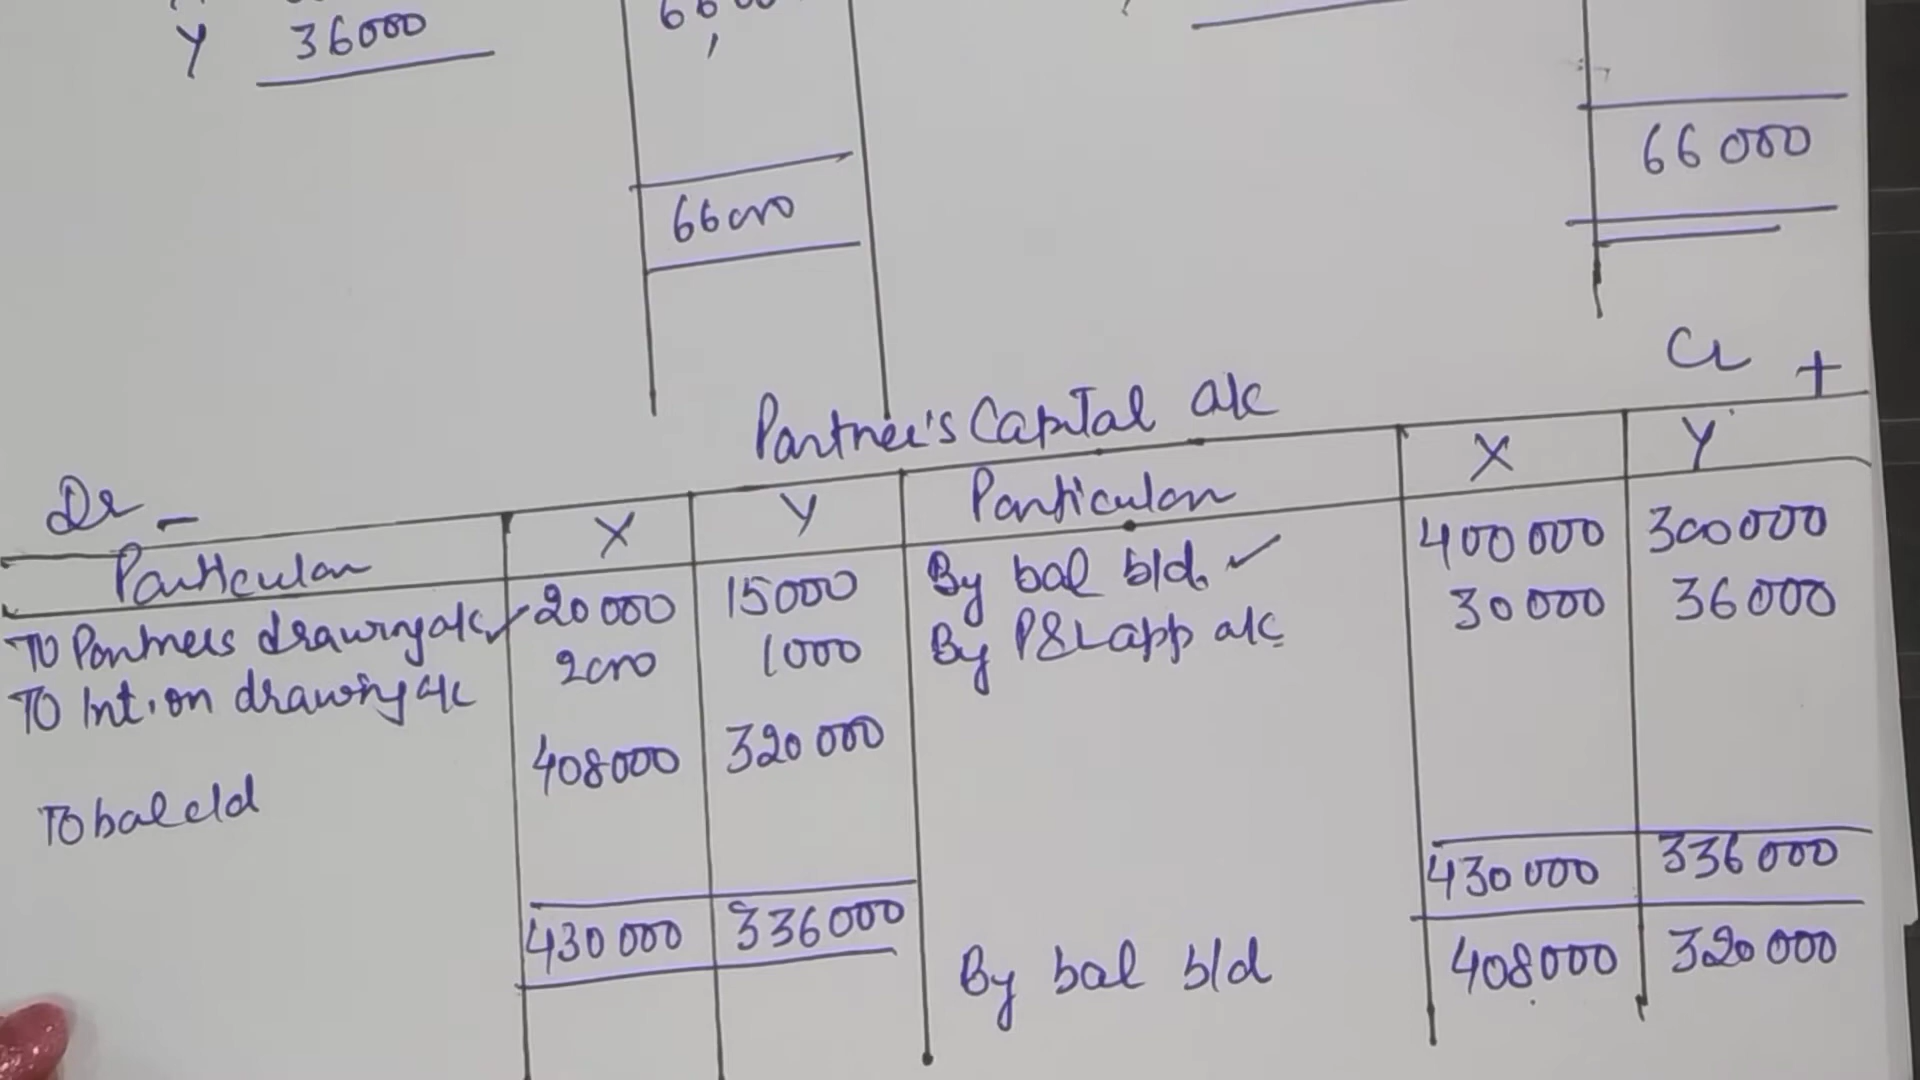 Y 36000
66000
66000
Cr +
Partner's Capital a/c
Dr -
Particular X Y Particular X Y
To Partners drawing a/c 20000 15000 By bal b/d. ✓ 400000 300000
To Int. on drawing a/c 2000 1000 By P&L app a/c 30000 36000
To bal c/d 408000 320000
430000 336000 430000 336000
By bal b/d 408000 320000